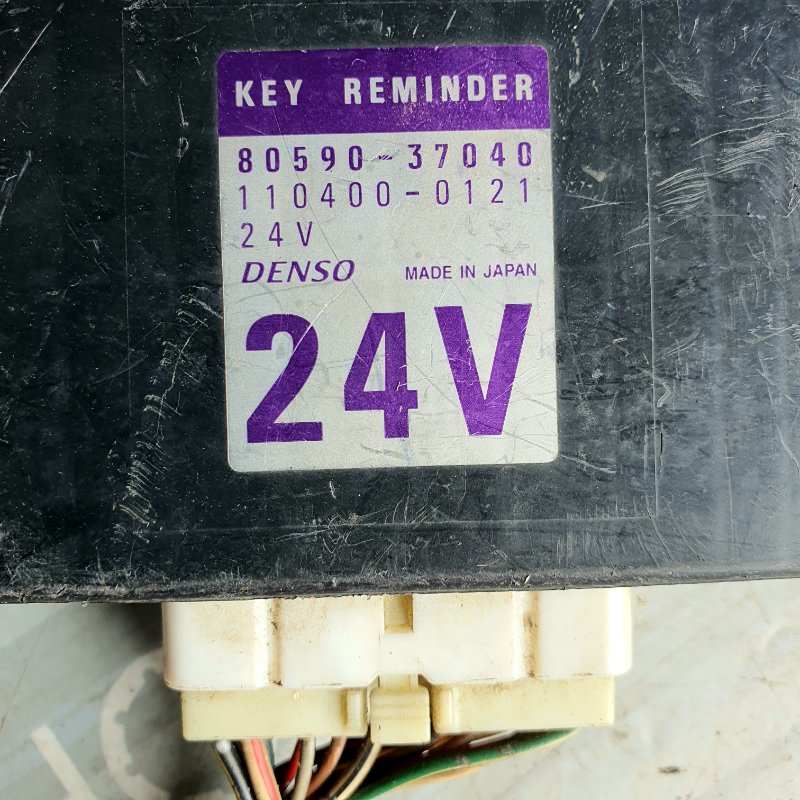 KEY REMINDER
80590-37040
110400-0121
24V
DENSO MADE IN JAPAN
24V